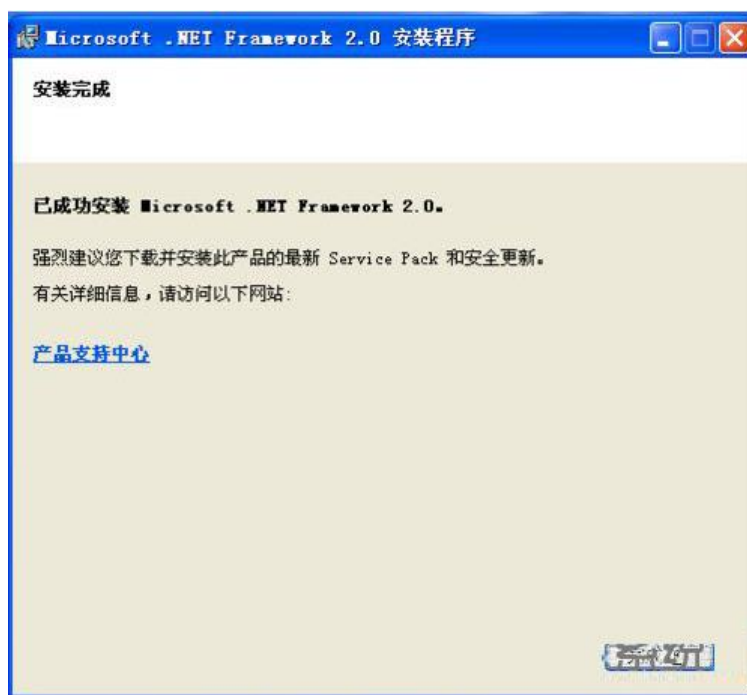 Microsoft .NET Framework 2.0 安装程序
安装完成
已成功安装 Microsoft .NET Framework 2.0。
强烈建议您下载并安装此产品的最新 Service Pack 和安全更新。
有关详细信息，请访问以下网站:
产品支持中心